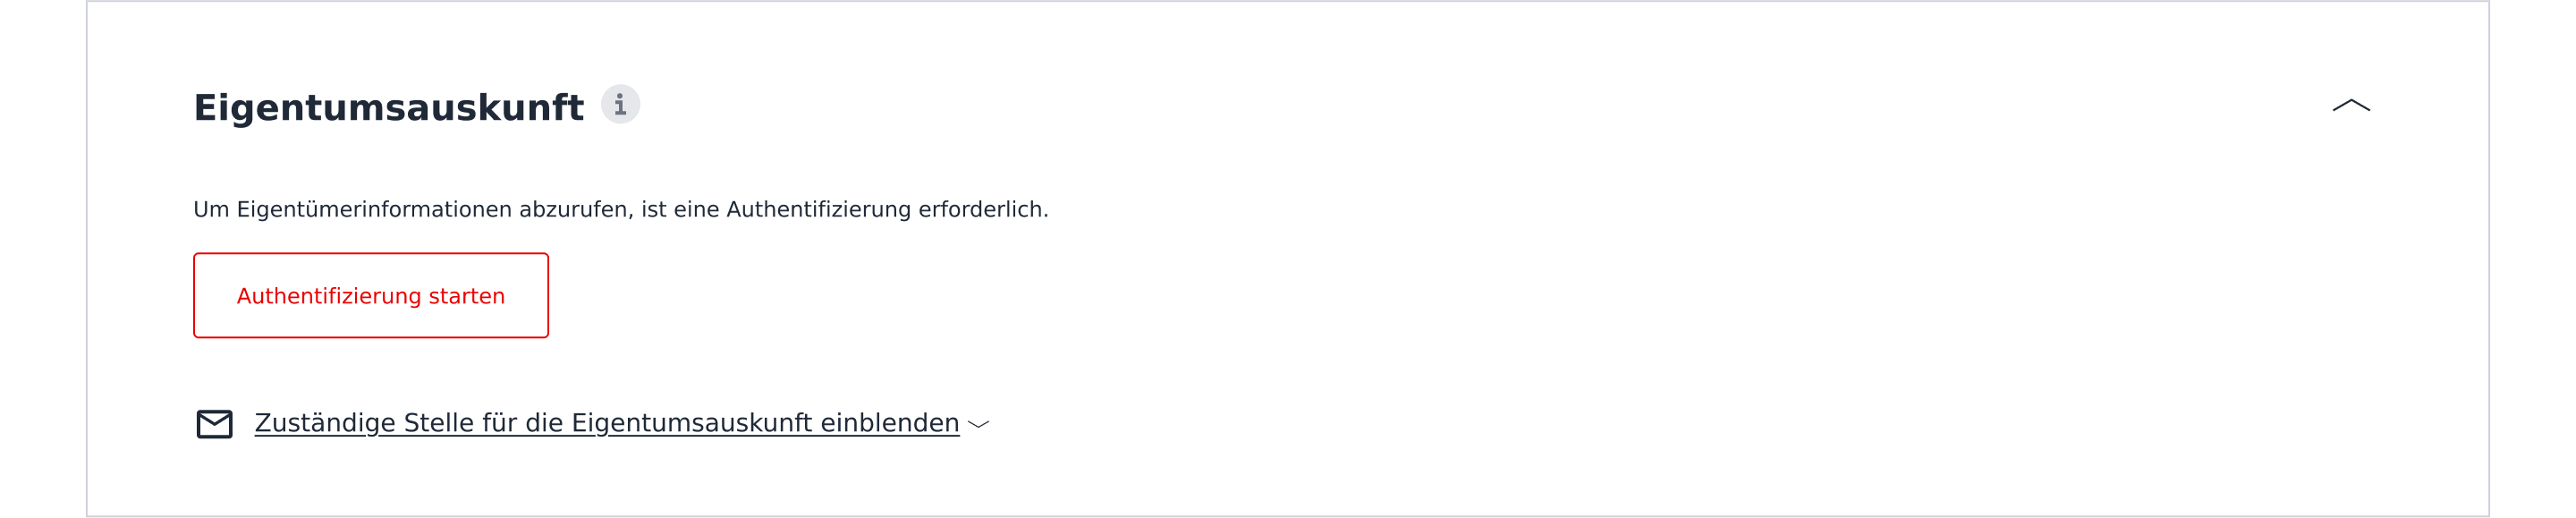 Eigentumsauskunft
Um Eigentümerinformationen abzurufen, ist eine Authentifizierung erforderlich.
Authentifizierung starten
Zuständige Stelle für die Eigentumsauskunft einblenden